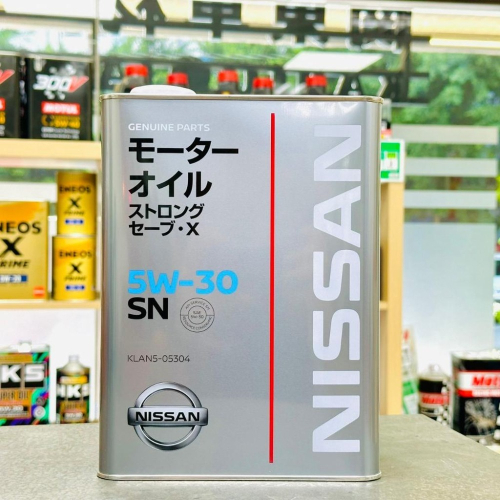 GENUINE PARTS
モーター
オイル
ストロング
セーブ・X
5W-30
SN
KLAN5-05304
NISSAN
NISSAN
300V
MOTUL
ENEOS
X
PRIME
ENEOS
X
ENEOS
HKS